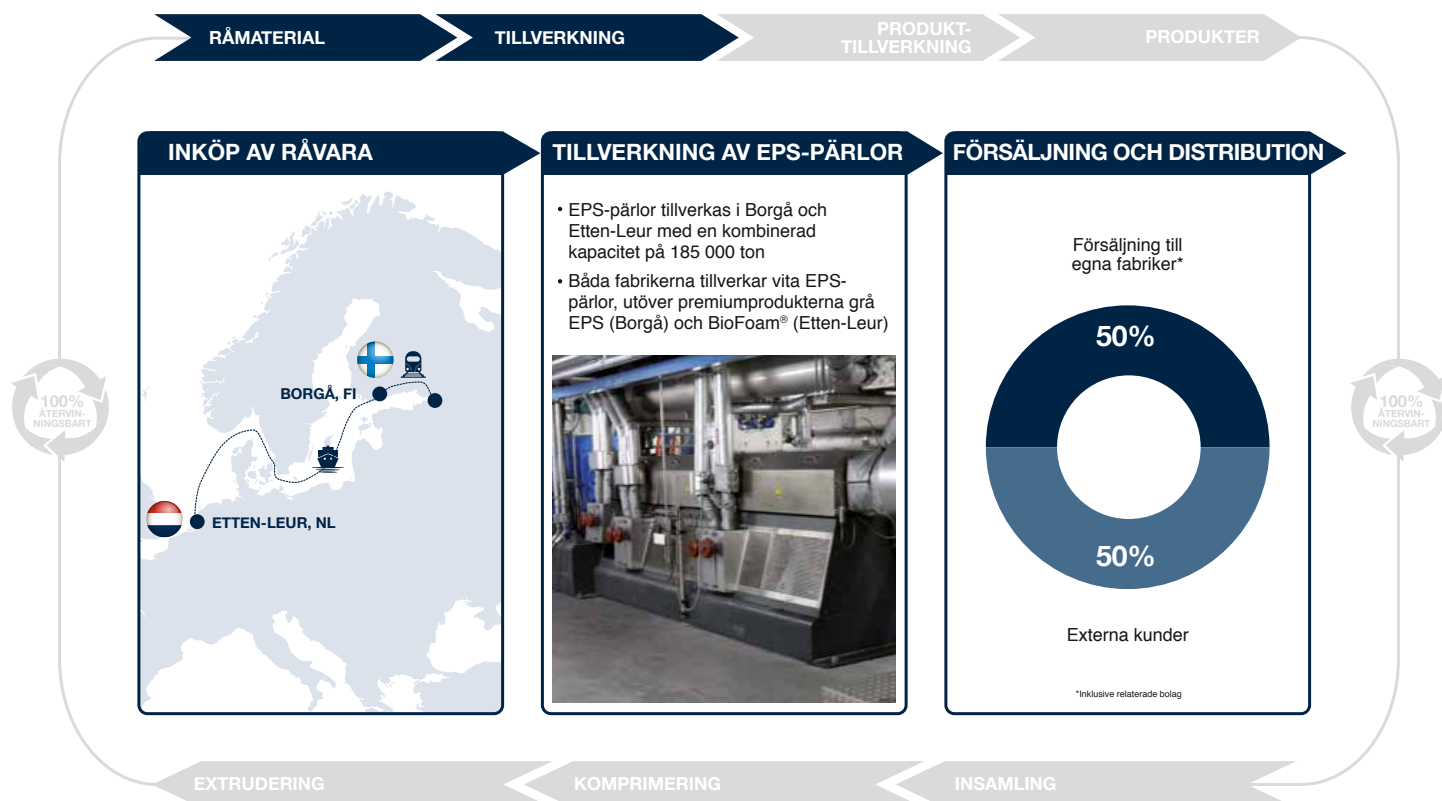 RÅMATERIAL
TILLVERKNING
PRODUKT-
TILLVERKNING
PRODUKTER
INKÖP AV RÅVARA
BORGÅ, FI
ETTEN-LEUR, NL
TILLVERKNING AV EPS-PÄRLOR
• EPS-pärlor tillverkas i Borgå och
Etten-Leur med en kombinerad
kapacitet på 185 000 ton
• Båda fabrikerna tillverkar vita EPS-
pärlor, utöver premiumprodukterna grå
EPS (Borgå) och BioFoam® (Etten-Leur)
FÖRSÄLJNING OCH DISTRIBUTION
Försäljning till
egna fabriker*
50%
50%
Externa kunder
*Inklusive relaterade bolag
100%
ÅTERVIN-
NINGSBART
100%
ÅTERVIN-
NINGSBART
EXTRUDERING
KOMPRIMERING
INSAMLING